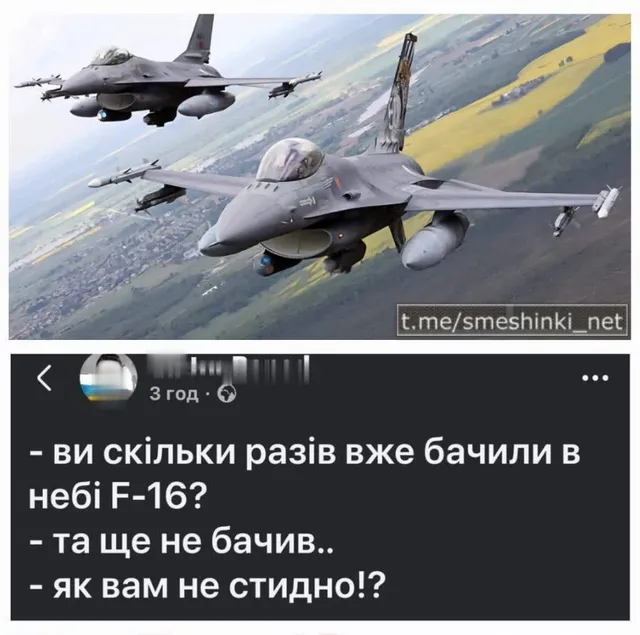 t.me/smeshinki_net
3 год ·
- ви скільки разів вже бачили в
небі F-16?
- та ще не бачив..
- як вам не стидно!?